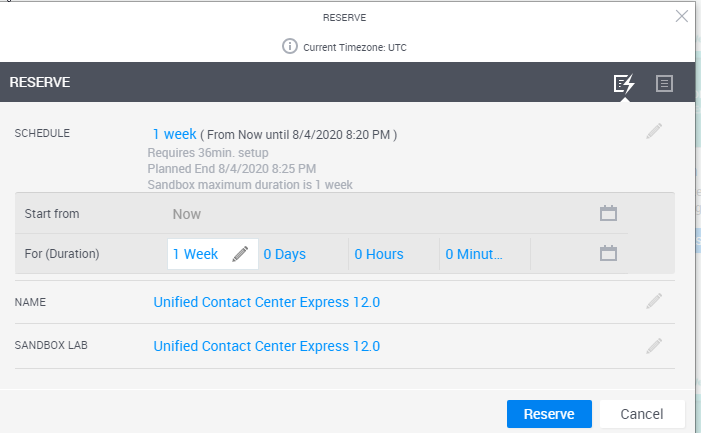 RESERVE
Current Timezone: UTC
RESERVE
SCHEDULE 1 week ( From Now until 8/4/2020 8:20 PM )
Requires 36min. setup
Planned End 8/4/2020 8:25 PM
Sandbox maximum duration is 1 week
Start from Now
For (Duration) 1 Week 0 Days 0 Hours 0 Minut...
NAME Unified Contact Center Express 12.0
SANDBOX LAB Unified Contact Center Express 12.0
Reserve Cancel